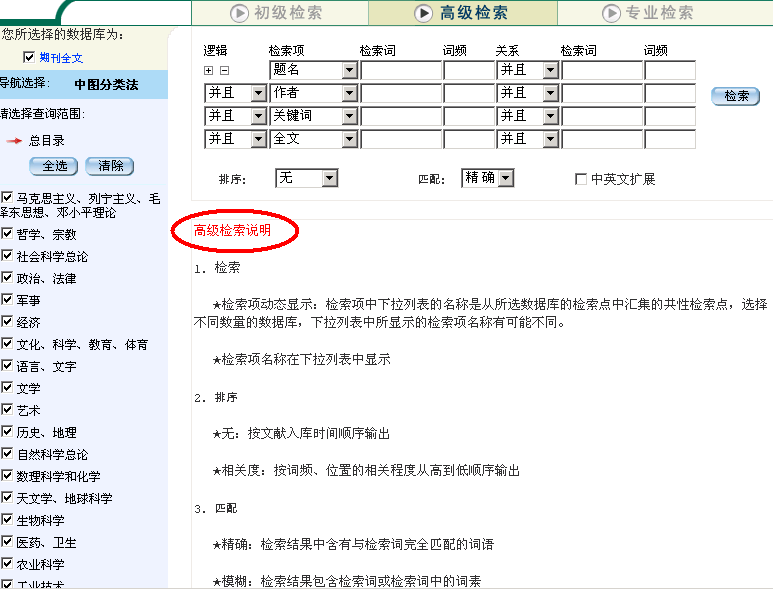 初级检索 高级检索 专业检索
您所选择的数据库为:
期刊全文
导航选择: 中图分类法
请选择查询范围:
总目录
全选 清除
马克思主义、列宁主义、毛
泽东思想、邓小平理论
哲学、宗教
社会科学总论
政治、法律
军事
经济
文化、科学、教育、体育
语言、文字
文学
艺术
历史、地理
自然科学总论
数理科学和化学
天文学、地球科学
生物科学
医药、卫生
农业科学
工业技术
逻辑 检索项 检索词 词频 关系 检索词 词频
题名 并且
并且 作者 并且
并且 关键词 并且
并且 全文 并且
检索
排序: 无 匹配: 精确 中英文扩展
高级检索说明
1. 检索
★检索项动态显示: 检索项中下拉列表的名称是从所选数据库的检索点中汇集的共性检索点, 选择
不同数量的数据库, 下拉列表中所显示的检索项名称有可能不同。
★检索项名称在下拉列表中显示
2. 排序
★无: 按文献入库时间顺序输出
★相关度: 按词频、位置的相关程度从高到低顺序输出
3. 匹配
★精确: 检索结果中含有与检索词完全匹配的词语
★模糊: 检索结果包含检索词或检索词中的词素